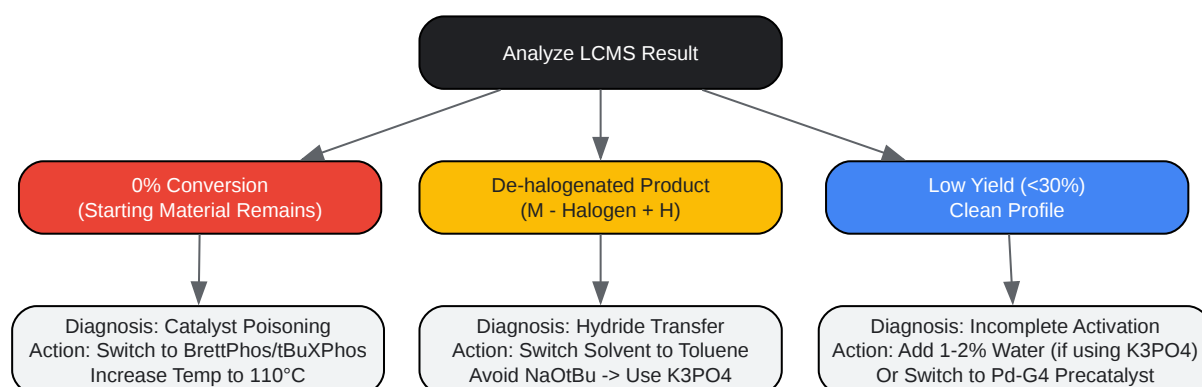 Analyze LCMS Result
0% Conversion
(Starting Material Remains)
De-halogenated Product
(M - Halogen + H)
Low Yield (<30%)
Clean Profile
Diagnosis: Catalyst Poisoning
Action: Switch to BrettPhos/tBuXPhos
Increase Temp to 110°C
Diagnosis: Hydride Transfer
Action: Switch Solvent to Toluene
Avoid NaOtBu -> Use K3PO4
Diagnosis: Incomplete Activation
Action: Add 1-2% Water (if using K3PO4)
Or Switch to Pd-G4 Precatalyst